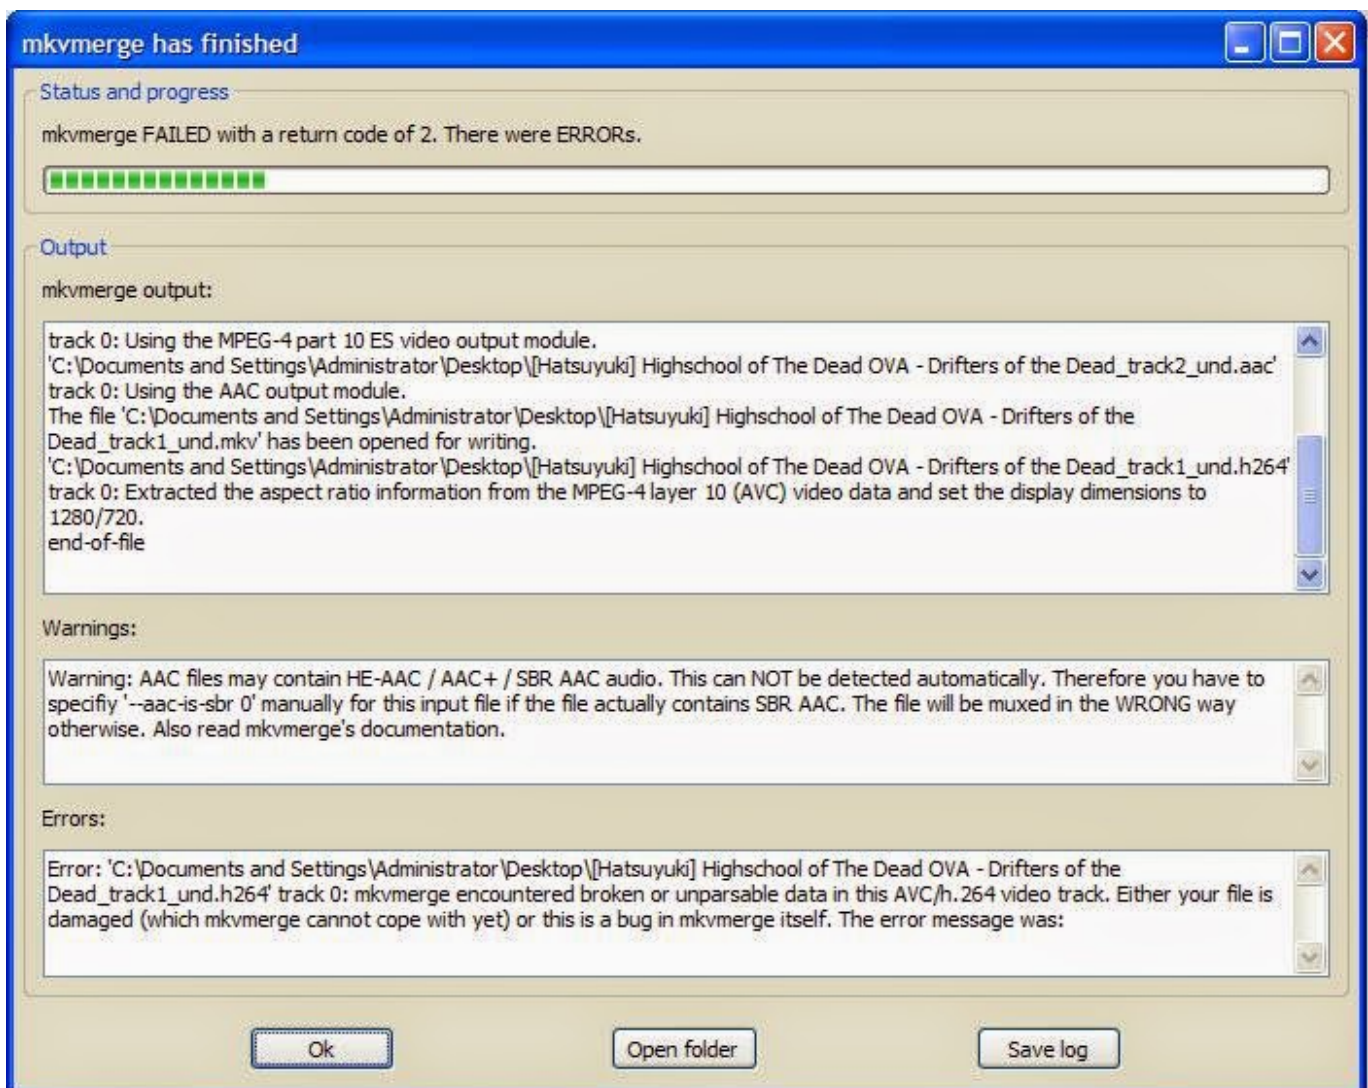 mkvmerge has finished
Status and progress
mkvmerge FAILED with a return code of 2. There were ERRORs.
Output
mkvmerge output:
track 0: Using the MPEG-4 part 10 ES video output module.
'C:\Documents and Settings\Administrator\Desktop\[Hatsuyuki] Highschool of The Dead OVA - Drifters of the Dead_track2_und.aac'
track 0: Using the AAC output module.
The file 'C:\Documents and Settings\Administrator\Desktop\[Hatsuyuki] Highschool of The Dead OVA - Drifters of the
Dead_track1_und.mkv' has been opened for writing.
'C:\Documents and Settings\Administrator\Desktop\[Hatsuyuki] Highschool of The Dead OVA - Drifters of the Dead_track1_und.h264'
track 0: Extracted the aspect ratio information from the MPEG-4 layer 10 (AVC) video data and set the display dimensions to
1280/720.
end-of-file
Warnings:
Warning: AAC files may contain HE-AAC / AAC+ / SBR AAC audio. This can NOT be detected automatically. Therefore you have to
specifiy '--aac-is-sbr 0' manually for this input file if the file actually contains SBR AAC. The file will be muxed in the WRONG way
otherwise. Also read mkvmerge's documentation.
Errors:
Error: 'C:\Documents and Settings\Administrator\Desktop\[Hatsuyuki] Highschool of The Dead OVA - Drifters of the
Dead_track1_und.h264' track 0: mkvmerge encountered broken or unparsable data in this AVC/h.264 video track. Either your file is
damaged (which mkvmerge cannot cope with yet) or this is a bug in mkvmerge itself. The error message was:
Ok
Open folder
Save log